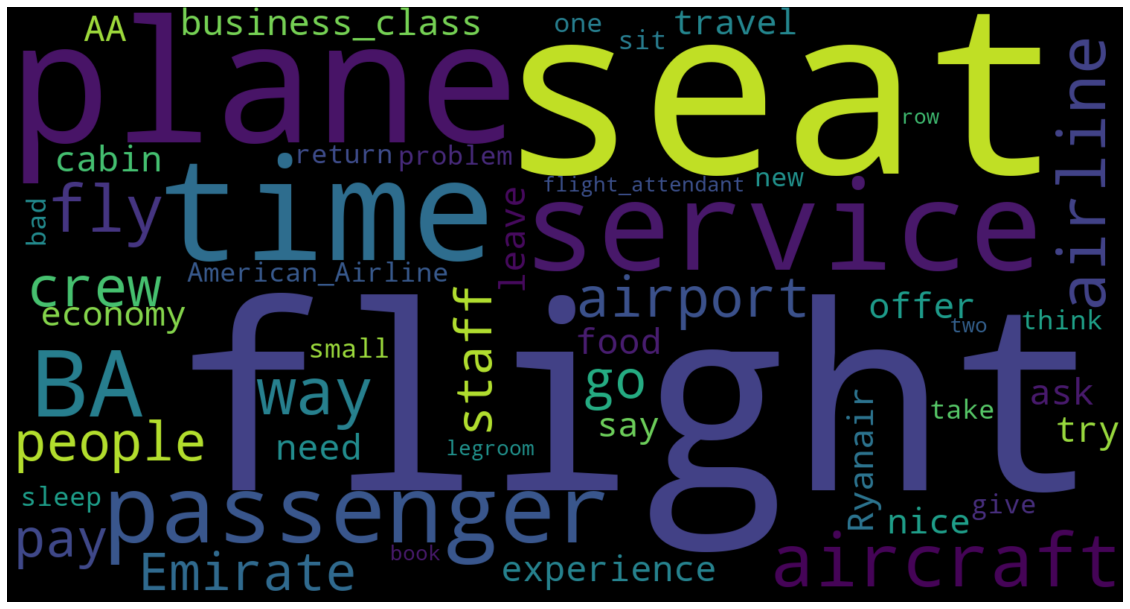 AA
business_class
one
sit
travel
plane
seat
airline
row
cabin
return
problem
flight_attendant
new
bad
fly
time
leave
service
American_Airline
crew
economy
staff
airport
offer
two
think
small
food
flight
BA
way
go
ask
people
need
legroom
say
Ryanair
take
try
sleep
passenger
nice
give
pay
book
Emirate
experience
aircraft